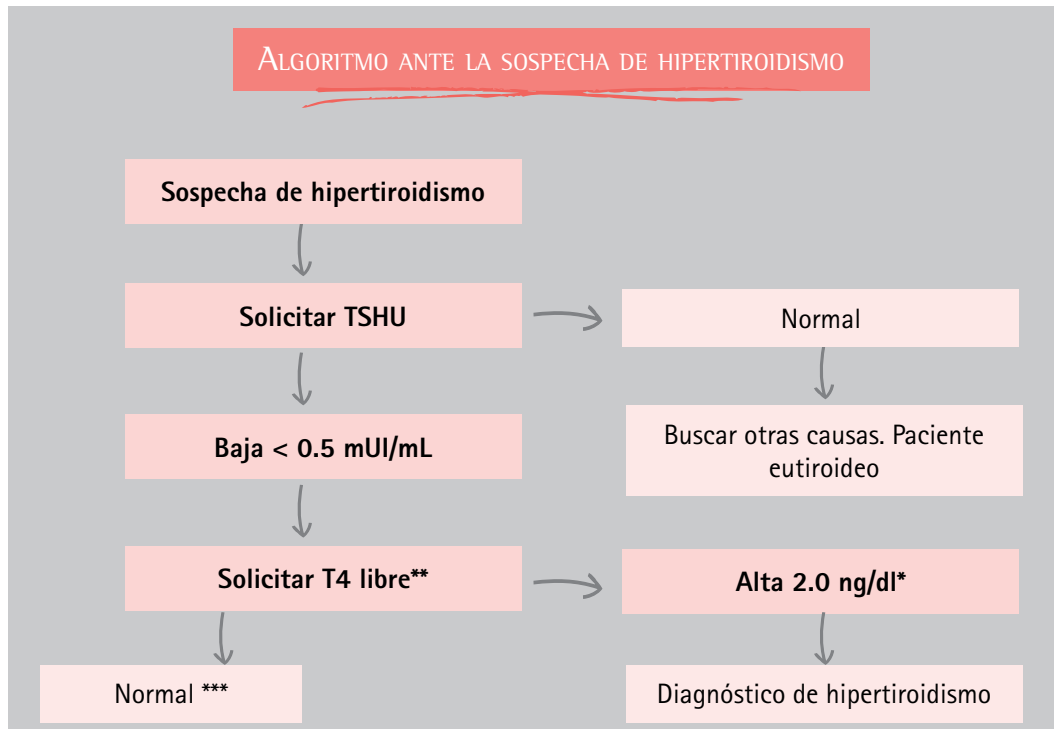 ALGORITMO ANTE LA SOSPECHA DE HIPERTIROIDISMO
Sospecha de hipertiroidismo
Solicitar TSHU
Normal
Baja < 0.5 mUI/mL
Buscar otras causas. Paciente
eutiroideo
Solicitar T4 libre**
Alta 2.0 ng/dl*
Normal ***
Diagnóstico de hipertiroidismo